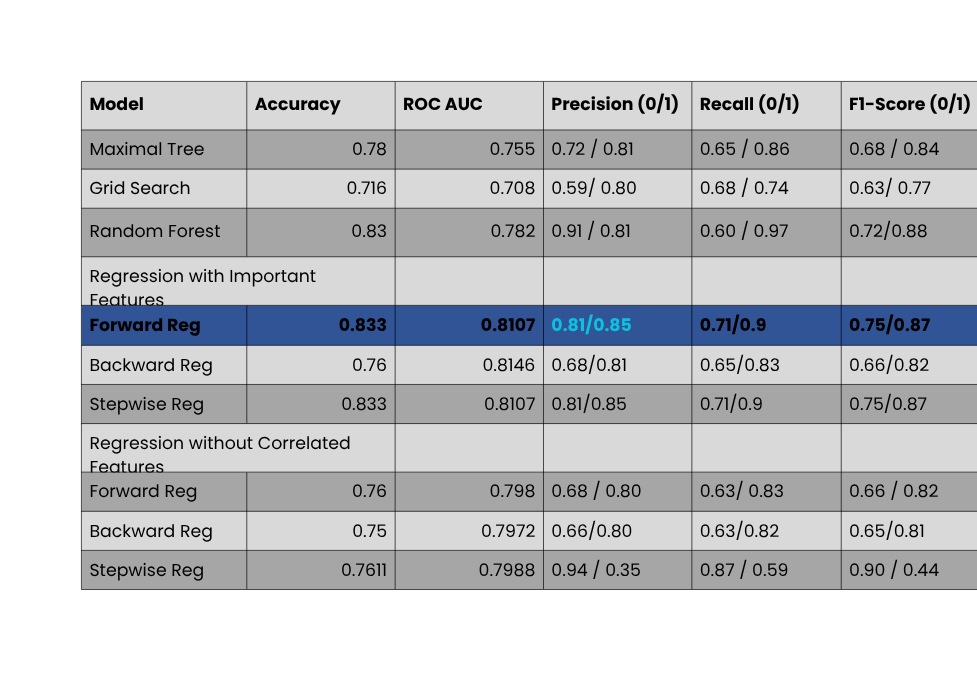 Model Accuracy ROC AUC Precision (0/1) Recall (0/1) F1-Score (0/1)
Maximal Tree 0.78 0.755 0.72 / 0.81 0.65 / 0.86 0.68 / 0.84
Grid Search 0.716 0.708 0.59/ 0.80 0.68 / 0.74 0.63/ 0.77
Random Forest 0.83 0.782 0.91 / 0.81 0.60 / 0.97 0.72/0.88
Regression with Important
Features
Forward Reg 0.833 0.8107 0.81/0.85 0.71/0.9 0.75/0.87
Backward Reg 0.76 0.8146 0.68/0.81 0.65/0.83 0.66/0.82
Stepwise Reg 0.833 0.8107 0.81/0.85 0.71/0.9 0.75/0.87
Regression without Correlated
Features
Forward Reg 0.76 0.798 0.68 / 0.80 0.63/ 0.83 0.66 / 0.82
Backward Reg 0.75 0.7972 0.66/0.80 0.63/0.82 0.65/0.81
Stepwise Reg 0.7611 0.7988 0.94 / 0.35 0.87 / 0.59 0.90 / 0.44